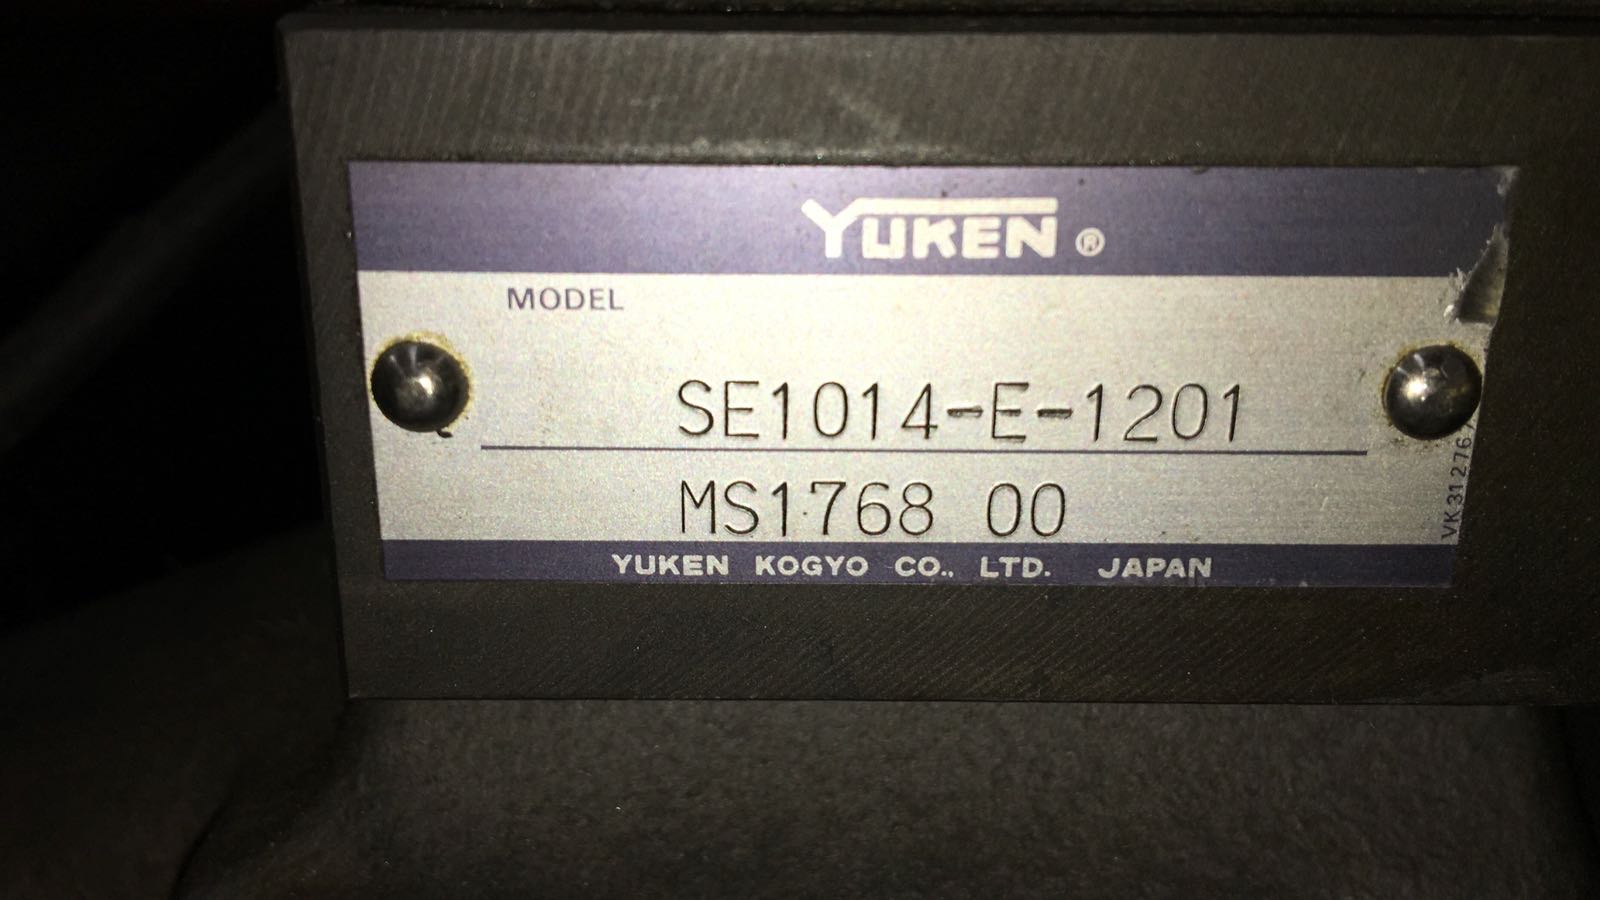 YUKEN ®
MODEL
SE1014-E-1201
MS1768 00
YUKEN KOGYO CO., LTD. JAPAN